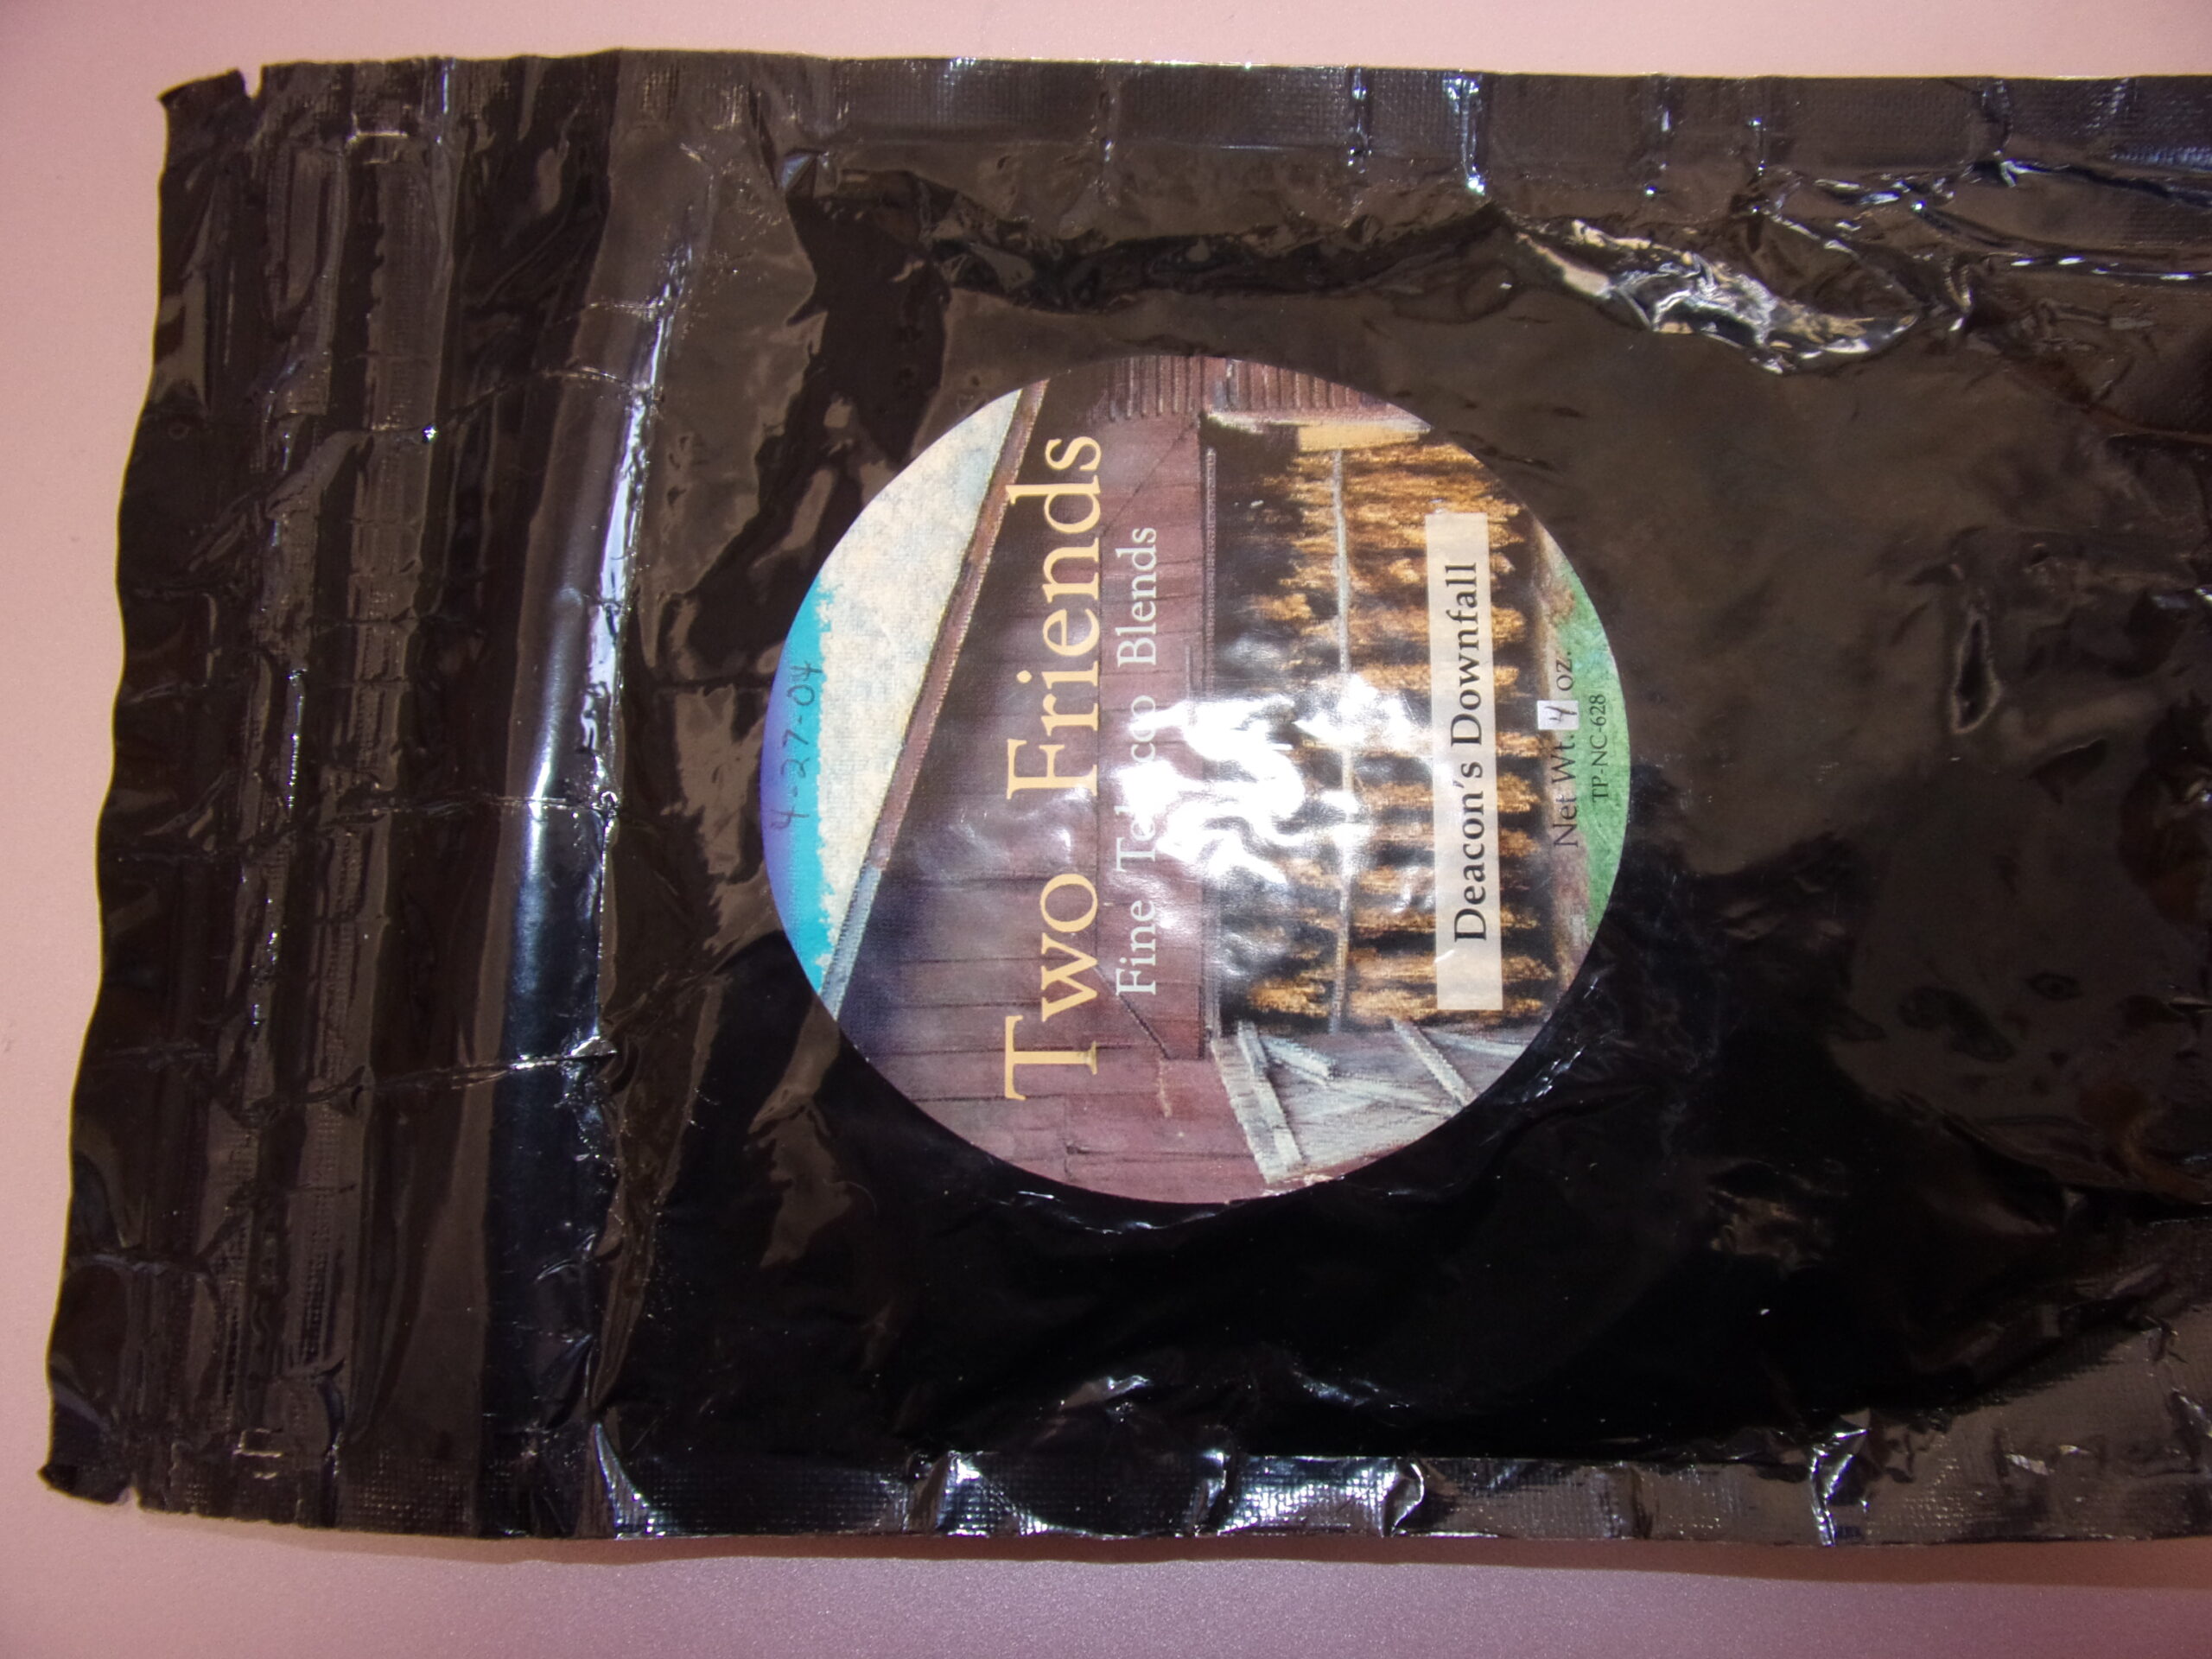 4-27-04
Two Friends
Fine Tobacco Blends
Deacon's Downfall
Net Wt. 4 oz.
TP-NC-628